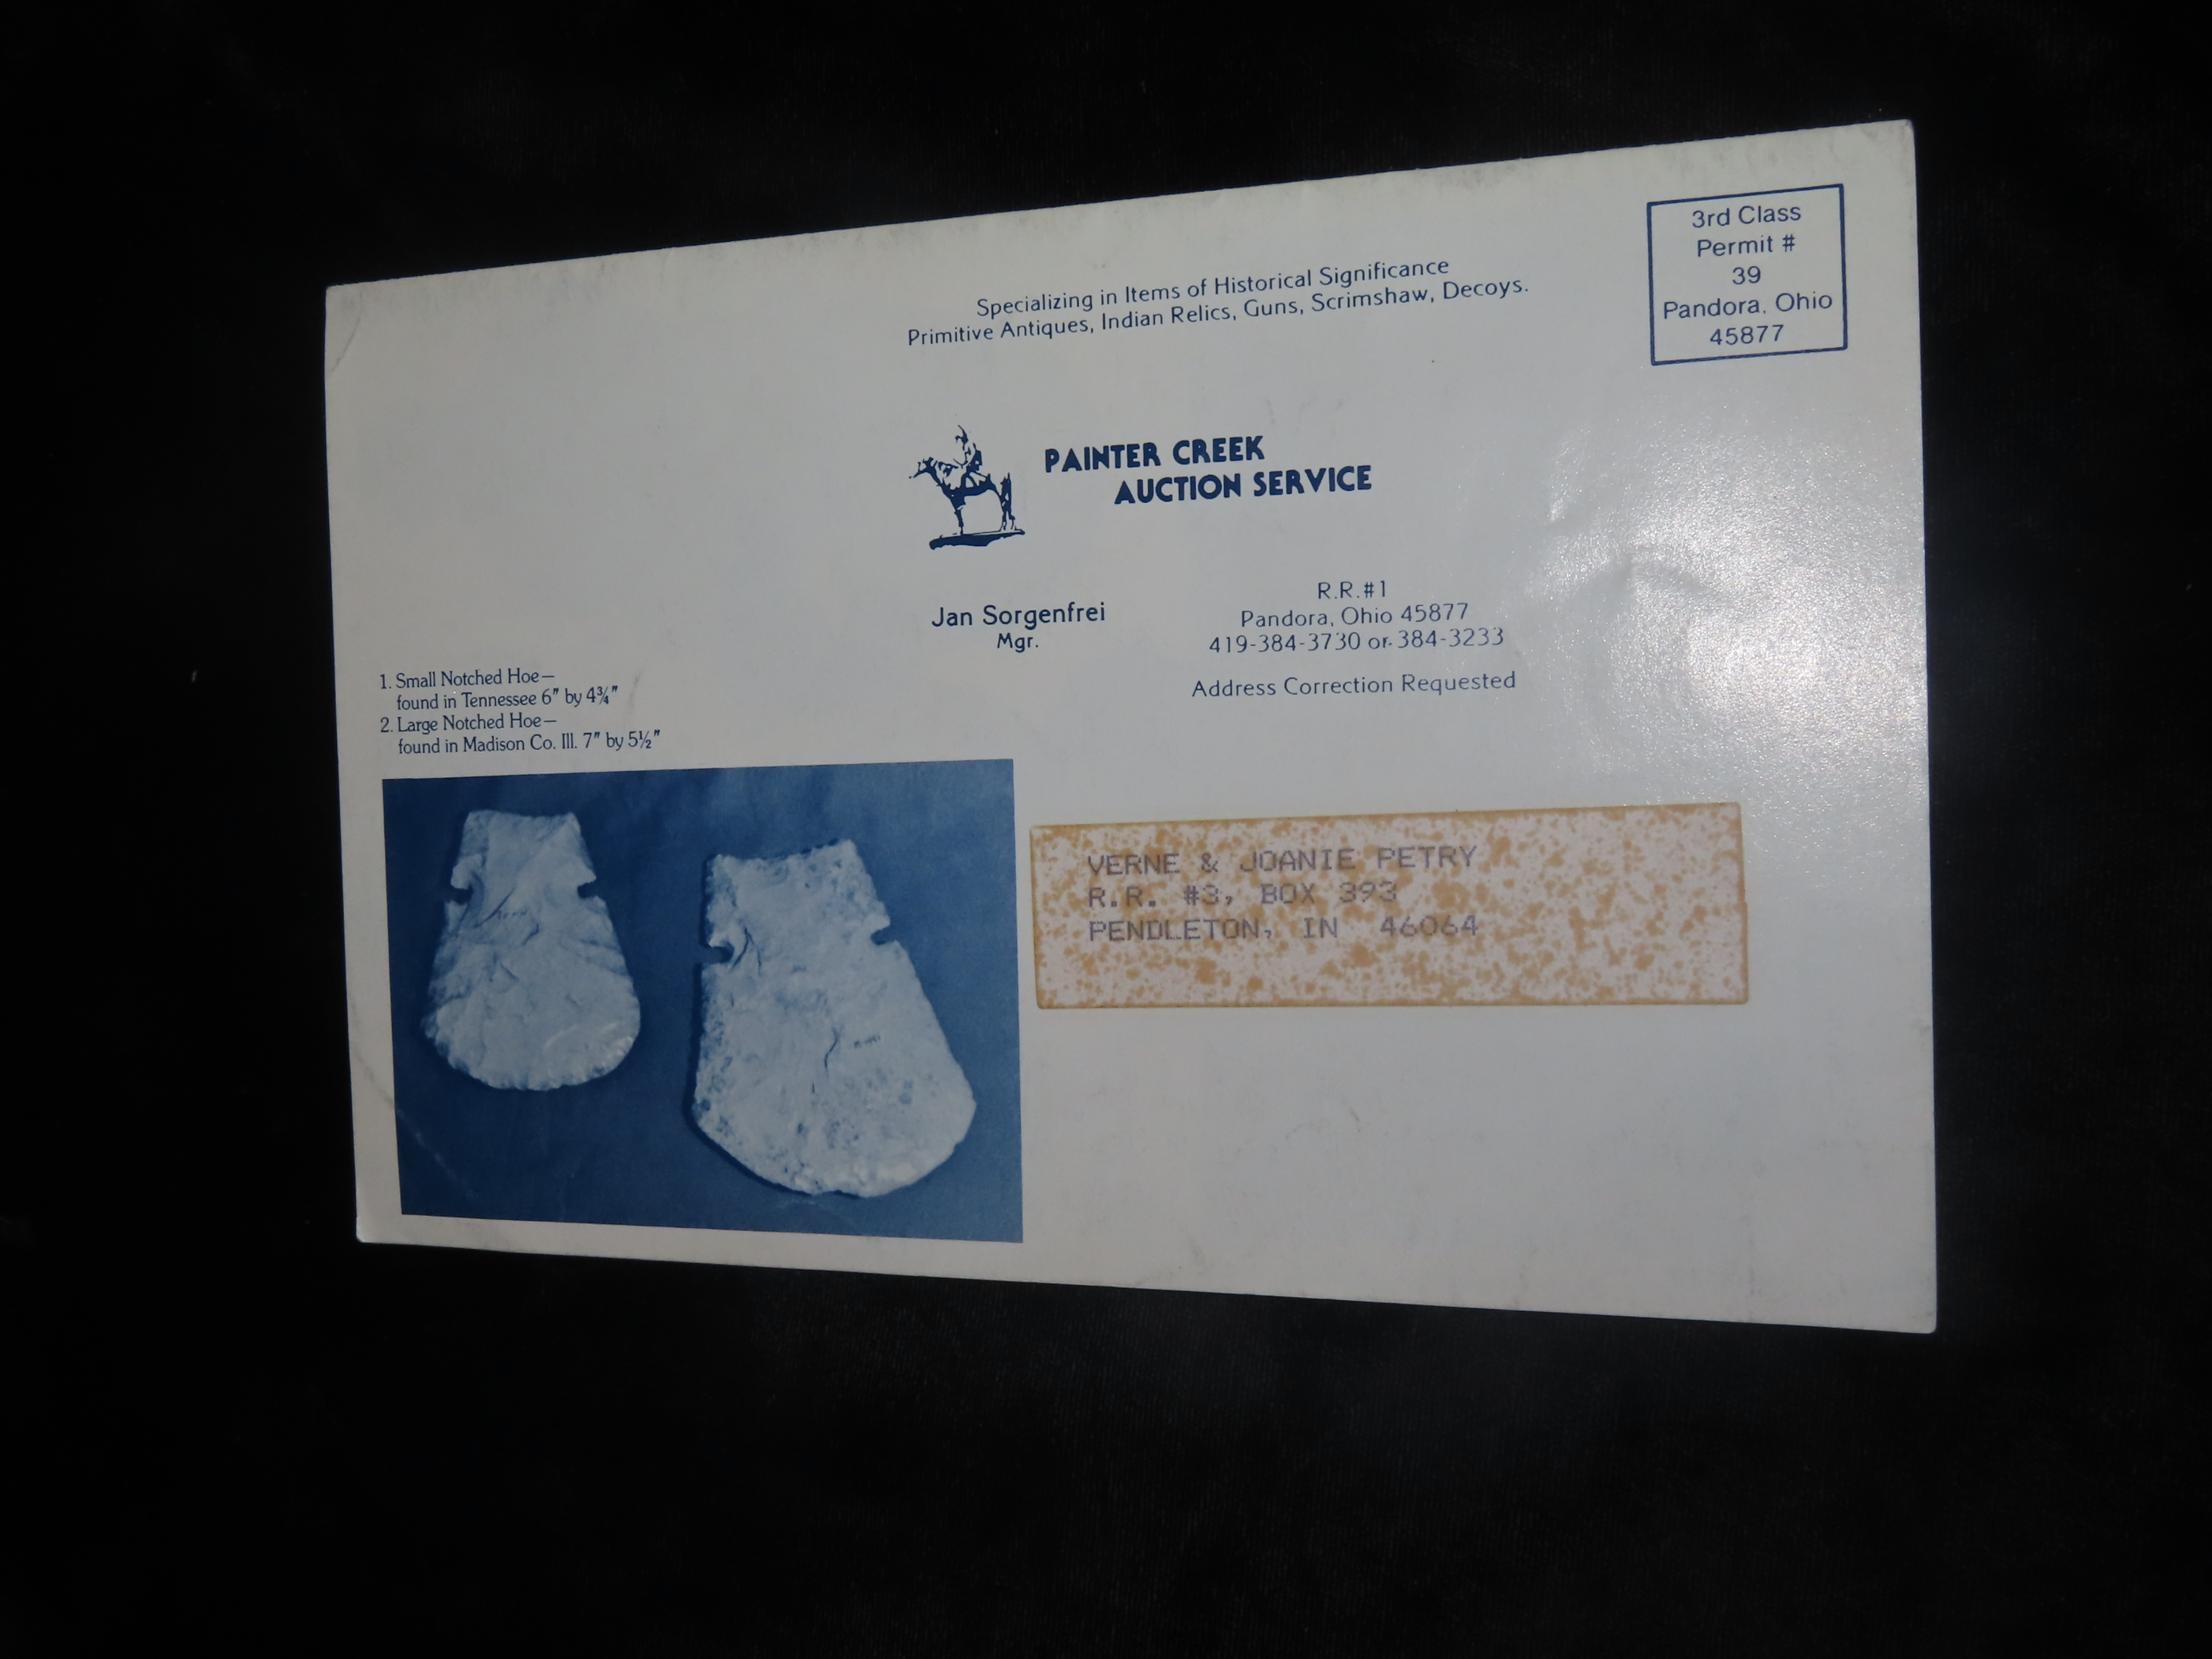 Specializing in Items of Historical Significance
Primitive Antiques, Indian Relics, Guns, Scrimshaw, Decoys.
3rd Class
Permit #
39
Pandora, Ohio
45877
PAINTER CREEK
AUCTION SERVICE
Jan Sorgenfrei
Mgr.
R.R.#1
Pandora, Ohio 45877
419-384-3730 or 384-3233
Address Correction Requested
1. Small Notched Hoe—
found in Tennessee 6" by 4¾"
2. Large Notched Hoe—
found in Madison Co. Ill. 7" by 5½"
VERNE & JOANIE PETRY
R.R. #3, BOX 393
PENDLETON, IN 46064